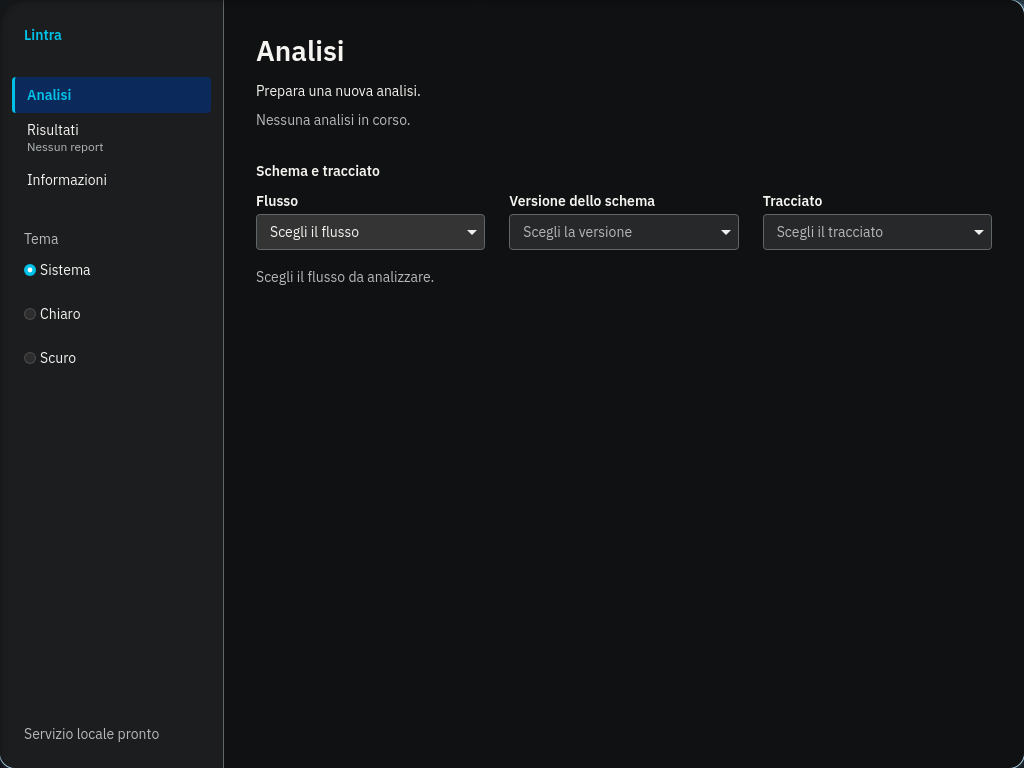 Lintra
Analisi
Risultati
Nessun report
Informazioni
Tema
Sistema
Chiaro
Scuro
Servizio locale pronto
Analisi
Prepara una nuova analisi.
Nessuna analisi in corso.
Schema e tracciato
Flusso
Scegli il flusso
Versione dello schema
Scegli la versione
Tracciato
Scegli il tracciato
Scegli il flusso da analizzare.